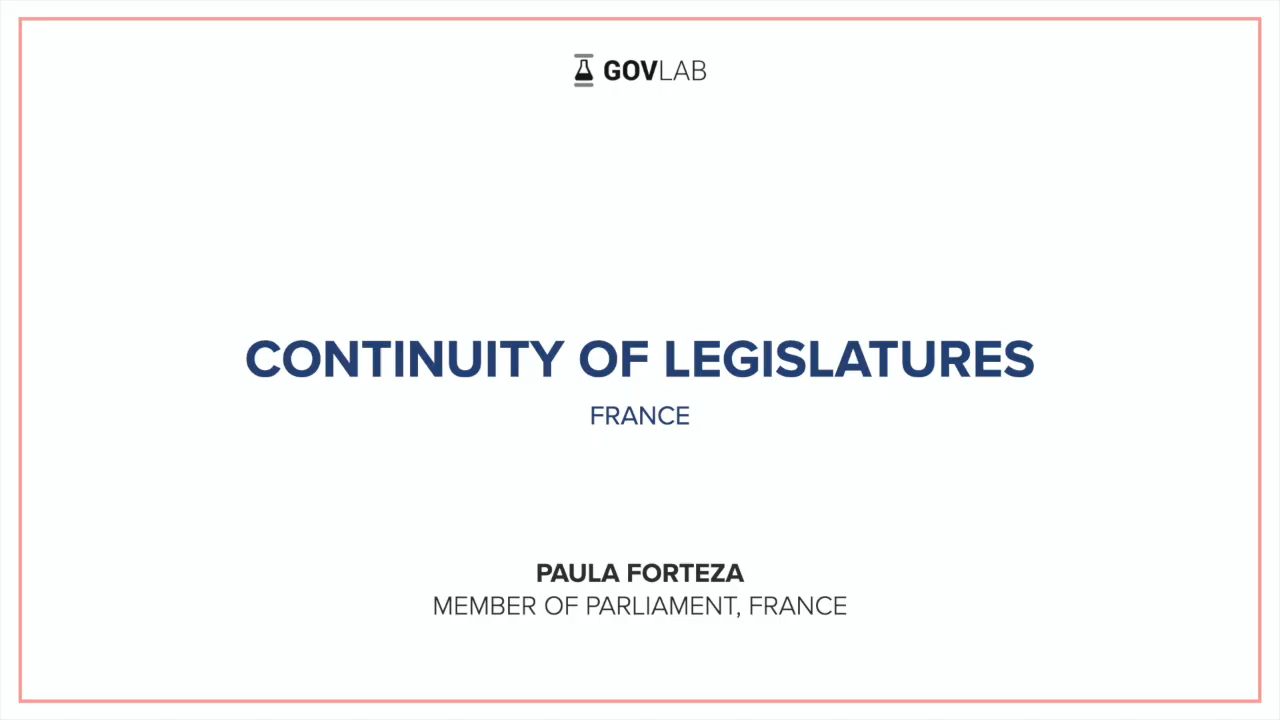 GOVLAB
CONTINUITY OF LEGISLATURES
FRANCE
PAULA FORTEZA
MEMBER OF PARLIAMENT, FRANCE